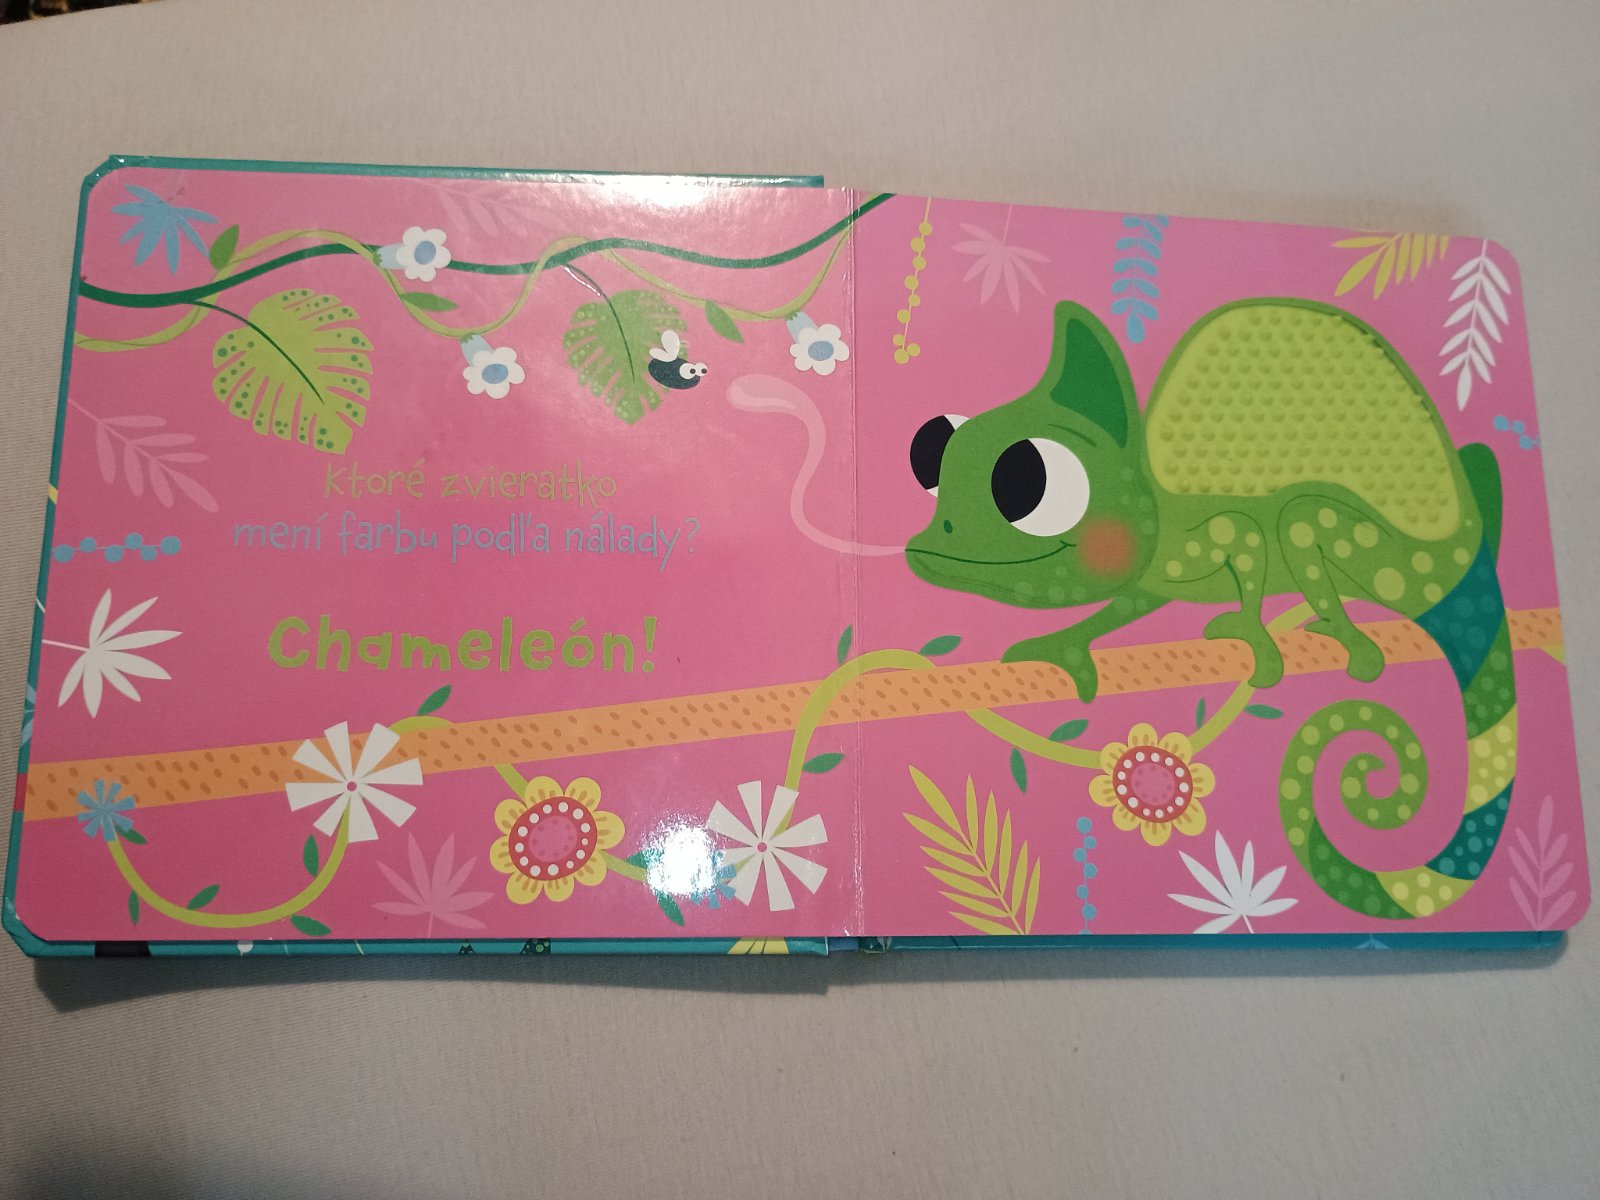 Ktoré zvieratko
mení farbu podľa nálady?
Chameleón!